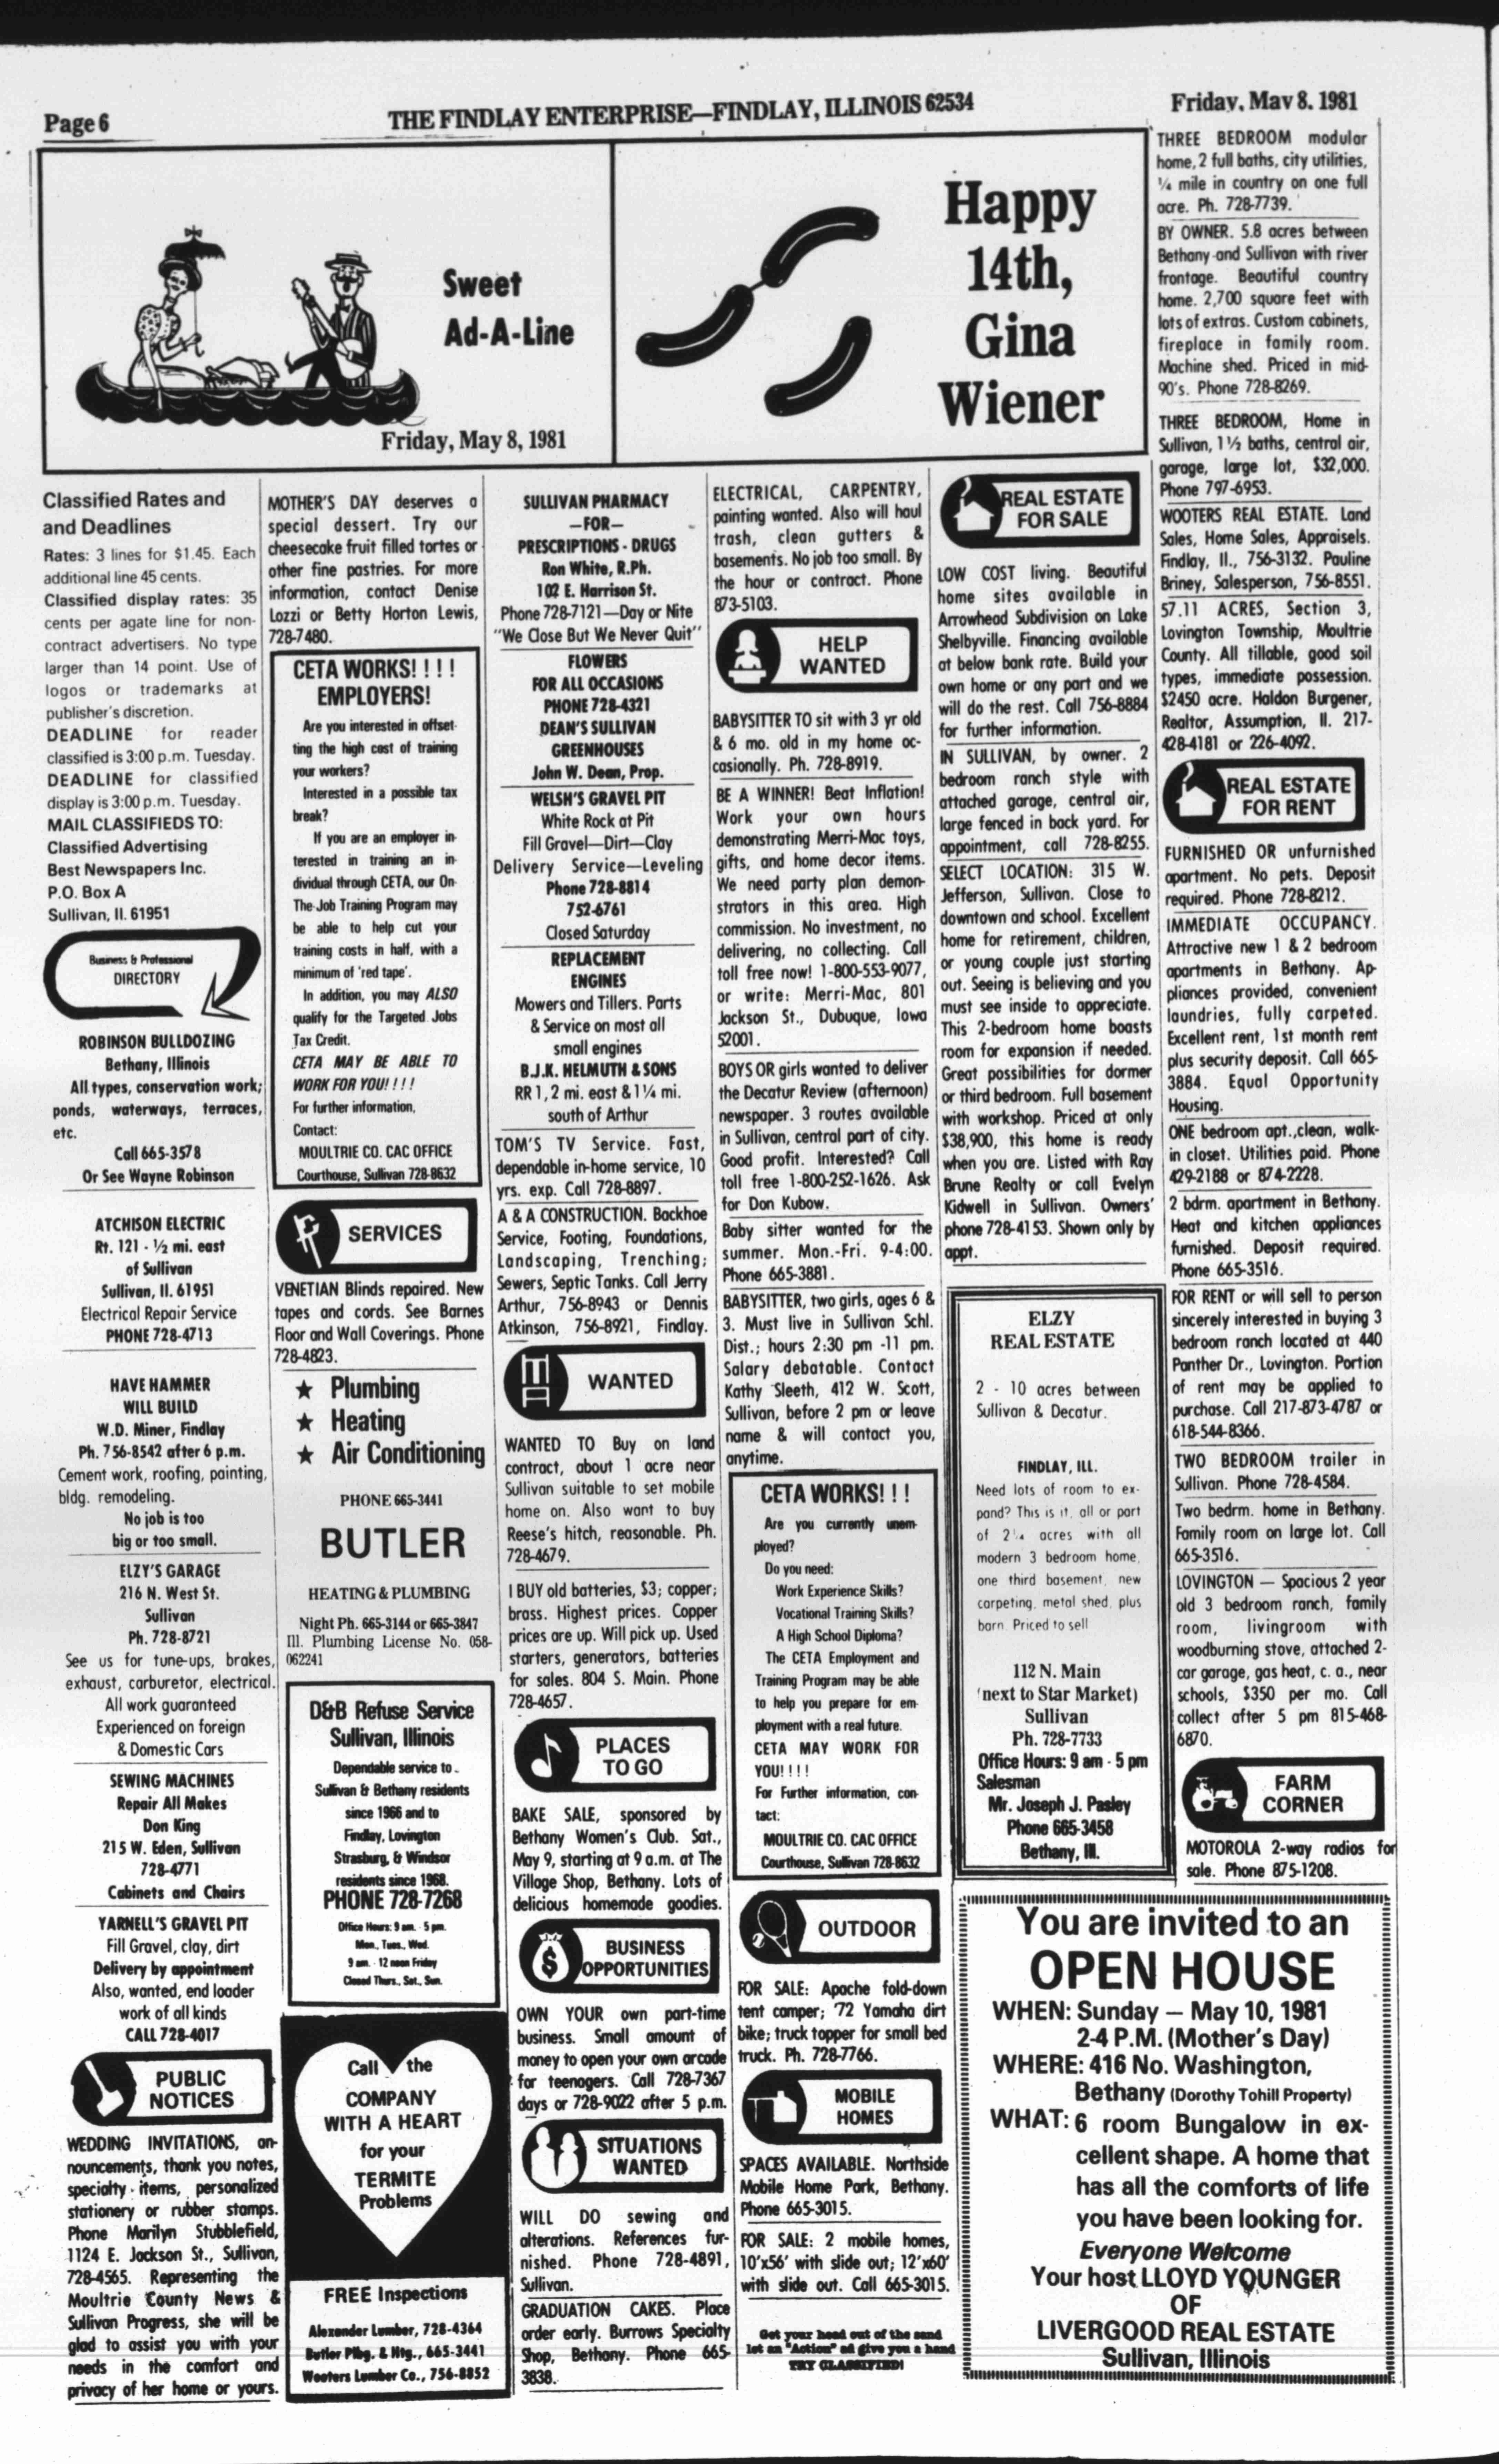 Page 6
THE FINDLAY ENTERPRISE—FINDLAY, ILLINOIS 62534
Friday, May 8, 1981
Sweet
Ad-A-Line
Friday, May 8, 1981
Happy
14th,
Gina
Wiener
Classified Rates and
and Deadlines
Rates: 3 lines for $1.45. Each
additional line 45 cents.
Classified display rates: 35
cents per agate line for non-
contract advertisers. No type
larger than 14 point. Use of
logos or trademarks at
publisher's discretion.
DEADLINE for reader
classified is 3:00 p.m. Tuesday.
DEADLINE for classified
display is 3:00 p.m. Tuesday.
MAIL CLASSIFIEDS TO:
Classified Advertising
Best Newspapers Inc.
P.O. Box A
Sullivan, Il. 61951
Business & Professional
DIRECTORY
ROBINSON BULLDOZING
Bethany, Illinois
All types, conservation work;
ponds, waterways, terraces,
etc.
Call 665-3578
Or See Wayne Robinson
ATCHISON ELECTRIC
Rt. 121 - ½ mi. east
of Sullivan
Sullivan, Il. 61951
Electrical Repair Service
PHONE 728-4713
HAVE HAMMER
WILL BUILD
W.D. Miner, Findlay
Ph. 756-8542 after 6 p.m.
Cement work, roofing, painting,
bldg. remodeling.
No job is too
big or too small.
ELZY'S GARAGE
216 N. West St.
Sullivan
Ph. 728-8721
See us for tune-ups, brakes,
exhaust, carburetor, electrical.
All work guaranteed
Experienced on foreign
& Domestic Cars
SEWING MACHINES
Repair All Makes
Don King
215 W. Eden, Sullivan
728-4771
Cabinets and Chairs
YARNELL'S GRAVEL PIT
Fill Gravel, clay, dirt
Delivery by appointment
Also, wanted, end loader
work of all kinds
CALL 728-4017
PUBLIC
NOTICES
WEDDING INVITATIONS, an-
nouncements, thank you notes,
specialty items, personalized
stationery or rubber stamps.
Phone Marilyn Stubblefield,
1124 E. Jackson St., Sullivan,
728-4565. Representing the
Moultrie County News &
Sullivan Progress, she will be
glad to assist you with your
needs in the comfort and
privacy of her home or yours.
MOTHER'S DAY deserves a
special dessert. Try our
cheesecake fruit filled tortes or
other fine pastries. For more
information, contact Denise
Lozzi or Betty Horton Lewis,
728-7480.
CETA WORKS! ! ! !
EMPLOYERS!
Are you interested in offset-
ting the high cost of training
your workers?
Interested in a possible tax
break?
If you are an employer in-
terested in training an in-
dividual through CETA, our On-
The-Job Training Program may
be able to help cut your
training costs in half, with a
minimum of 'red tape'.
In addition, you may ALSO
qualify for the Targeted Jobs
Tax Credit.
CETA MAY BE ABLE TO
WORK FOR YOU! ! ! !
For further information,
Contact:
MOULTRIE CO. CAC OFFICE
Courthouse, Sullivan 728-8632
SERVICES
VENETIAN Blinds repaired. New
tapes and cords. See Barnes
Floor and Wall Coverings. Phone
728-4823.
★ Plumbing
★ Heating
★ Air Conditioning
PHONE 665-3441
BUTLER
HEATING & PLUMBING
Night Ph. 665-3144 or 665-3847
Ill. Plumbing License No. 058-
062241
D&B Refuse Service
Sullivan, Illinois
Dependable service to
Sullivan & Bethany residents
since 1966 and to
Findlay, Lovington
Strasburg, & Windsor
residents since 1968.
PHONE 728-7268
Office Hours: 9 am. - 5 pm.
Mon., Tues., Wed.
9 am. - 12 noon Friday
Closed Thurs., Sat., Sun.
Call the
COMPANY
WITH A HEART
for your
TERMITE
Problems
FREE Inspections
Alexander Lumber, 728-4364
Butler Plbg. & Htg., 665-3441
Wooters Lumber Co., 756-8852
SULLIVAN PHARMACY
—FOR—
PRESCRIPTIONS - DRUGS
Ron White, R.Ph.
102 E. Harrison St.
Phone 728-7121—Day or Nite
"We Close But We Never Quit"
FLOWERS
FOR ALL OCCASIONS
PHONE 728-4321
DEAN'S SULLIVAN
GREENHOUSES
John W. Dean, Prop.
WELSH'S GRAVEL PIT
White Rock at Pit
Fill Gravel—Dirt—Clay
Delivery Service—Leveling
Phone 728-8814
752-6761
Closed Saturday
REPLACEMENT
ENGINES
Mowers and Tillers. Parts
& Service on most all
small engines
B.J.K. HELMUTH & SONS
RR 1, 2 mi. east & 1¼ mi.
south of Arthur
TOM'S TV Service. Fast,
dependable in-home service, 10
yrs. exp. Call 728-8897.
A & A CONSTRUCTION. Backhoe
Service, Footing, Foundations,
Landscaping, Trenching;
Sewers, Septic Tanks. Call Jerry
Arthur, 756-8943 or Dennis
Atkinson, 756-8921, Findlay.
WANTED
WANTED TO Buy on land
contract, about 1 acre near
Sullivan suitable to set mobile
home on. Also want to buy
Reese's hitch, reasonable. Ph.
728-4679.
I BUY old batteries, $3; copper;
brass. Highest prices. Copper
prices are up. Will pick up. Used
starters, generators, batteries
for sales. 804 S. Main. Phone
728-4657.
PLACES
TO GO
BAKE SALE, sponsored by
Bethany Women's Club. Sat.,
May 9, starting at 9 a.m. at The
Village Shop, Bethany. Lots of
delicious homemade goodies.
BUSINESS
OPPORTUNITIES
OWN YOUR own part-time
business. Small amount of
money to open your own arcade
for teenagers. Call 728-7367
days or 728-9022 after 5 p.m.
SITUATIONS
WANTED
WILL DO sewing and
alterations. References fur-
nished. Phone 728-4891,
Sullivan.
GRADUATION CAKES. Place
order early. Burrows Specialty
Shop, Bethany. Phone 665-
3838.
ELECTRICAL, CARPENTRY,
painting wanted. Also will haul
trash, clean gutters &
basements. No job too small. By
the hour or contract. Phone
873-5103.
HELP
WANTED
BABYSITTER TO sit with 3 yr old
& 6 mo. old in my home oc-
casionally. Ph. 728-8919.
BE A WINNER! Beat Inflation!
Work your own hours
demonstrating Merri-Mac toys,
gifts, and home decor items.
We need party plan demon-
strators in this area. High
commission. No investment, no
delivering, no collecting. Call
toll free now! 1-800-553-9077,
or write: Merri-Mac, 801
Jackson St., Dubuque, Iowa
52001.
BOYS OR girls wanted to deliver
the Decatur Review (afternoon)
newspaper. 3 routes available
in Sullivan, central part of city.
Good profit. Interested? Call
toll free 1-800-252-1626. Ask
for Don Kubow.
Baby sitter wanted for the
summer. Mon.-Fri. 9-4:00.
Phone 665-3881.
BABYSITTER, two girls, ages 6 &
3. Must live in Sullivan Schl.
Dist.; hours 2:30 pm -11 pm.
Salary debatable. Contact
Kathy Sleeth, 412 W. Scott,
Sullivan, before 2 pm or leave
name & will contact you,
anytime.
CETA WORKS! ! !
Are you currently unem-
ployed?
Do you need:
Work Experience Skills?
Vocational Training Skills?
A High School Diploma?
The CETA Employment and
Training Program may be able
to help you prepare for em-
ployment with a real future.
CETA MAY WORK FOR
YOU! ! ! !
For Further information, con-
tact:
MOULTRIE CO. CAC OFFICE
Courthouse, Sullivan 728-8632
OUTDOOR
FOR SALE: Apache fold-down
tent camper; '72 Yamaha dirt
bike; truck topper for small bed
truck. Ph. 728-7766.
MOBILE
HOMES
SPACES AVAILABLE. Northside
Mobile Home Park, Bethany.
Phone 665-3015.
FOR SALE: 2 mobile homes,
10'x56' with slide out; 12'x60'
with slide out. Call 665-3015.
Get your head out of the sand
let an "Action" ad give you a hand
TRY CLASSIFIED!
REAL ESTATE
FOR SALE
LOW COST living. Beautiful
home sites available in
Arrowhead Subdivision on Lake
Shelbyville. Financing available
at below bank rate. Build your
own home or any part and we
will do the rest. Call 756-8884
for further information.
IN SULLIVAN, by owner. 2
bedroom ranch style with
attached garage, central air,
large fenced in back yard. For
appointment, call 728-8255.
SELECT LOCATION: 315 W.
Jefferson, Sullivan. Close to
downtown and school. Excellent
home for retirement, children,
or young couple just starting
out. Seeing is believing and you
must see inside to appreciate.
This 2-bedroom home boasts
room for expansion if needed.
Great possibilities for dormer
or third bedroom. Full basement
with workshop. Priced at only
$38,900, this home is ready
when you are. Listed with Ray
Brune Realty or call Evelyn
Kidwell in Sullivan. Owners'
phone 728-4153. Shown only by
appt.
ELZY
REAL ESTATE
2 - 10 acres between
Sullivan & Decatur.
FINDLAY, ILL.
Need lots of room to ex-
pand? This is it, all or part
of 2¼ acres with all
modern 3 bedroom home,
one third basement, new
carpeting, metal shed, plus
barn. Priced to sell
112 N. Main
(next to Star Market)
Sullivan
Ph. 728-7733
Office Hours: 9 am - 5 pm
Salesman
Mr. Joseph J. Pasley
Phone 665-3458
Bethany, Ill.
THREE BEDROOM modular
home, 2 full baths, city utilities,
¼ mile in country on one full
acre. Ph. 728-7739.
BY OWNER. 5.8 acres between
Bethany and Sullivan with river
frontage. Beautiful country
home. 2,700 square feet with
lots of extras. Custom cabinets,
fireplace in family room.
Machine shed. Priced in mid-
90's. Phone 728-8269.
THREE BEDROOM, Home in
Sullivan, 1½ baths, central air,
garage, large lot, $32,000.
Phone 797-6953.
WOOTERS REAL ESTATE. Land
Sales, Home Sales, Appraisels.
Findlay, Il., 756-3132. Pauline
Briney, Salesperson, 756-8551.
57.11 ACRES, Section 3,
Lovington Township, Moultrie
County. All tillable, good soil
types, immediate possession.
$2450 acre. Haldon Burgener,
Realtor, Assumption, Il. 217-
428-4181 or 226-4092.
REAL ESTATE
FOR RENT
FURNISHED OR unfurnished
apartment. No pets. Deposit
required. Phone 728-8212.
IMMEDIATE OCCUPANCY.
Attractive new 1 & 2 bedroom
apartments in Bethany. Ap-
pliances provided, convenient
laundries, fully carpeted.
Excellent rent, 1st month rent
plus security deposit. Call 665-
3884. Equal Opportunity
Housing.
ONE bedroom apt.,clean, walk-
in closet. Utilities paid. Phone
429-2188 or 874-2228.
2 bdrm. apartment in Bethany.
Heat and kitchen appliances
furnished. Deposit required.
Phone 665-3516.
FOR RENT or will sell to person
sincerely interested in buying 3
bedroom ranch located at 440
Panther Dr., Lovington. Portion
of rent may be applied to
purchase. Call 217-873-4787 or
618-544-8366.
TWO BEDROOM trailer in
Sullivan. Phone 728-4584.
Two bedrm. home in Bethany.
Family room on large lot. Call
665-3516.
LOVINGTON — Spacious 2 year
old 3 bedroom ranch, family
room, livingroom with
woodburning stove, attached 2-
car garage, gas heat, c. a., near
schools, $350 per mo. Call
collect after 5 pm 815-468-
6870.
FARM
CORNER
MOTOROLA 2-way radios for
sale. Phone 875-1208.
You are invited to an
OPEN HOUSE
WHEN: Sunday — May 10, 1981
2-4 P.M. (Mother's Day)
WHERE: 416 No. Washington,
Bethany (Dorothy Tohill Property)
WHAT: 6 room Bungalow in ex-
cellent shape. A home that
has all the comforts of life
you have been looking for.
Everyone Welcome
Your host LLOYD YOUNGER
OF
LIVERGOOD REAL ESTATE
Sullivan, Illinois